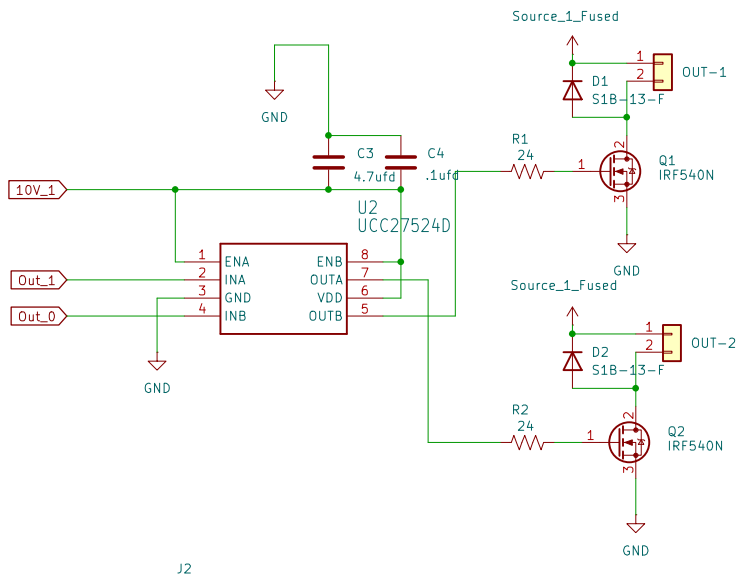 Source_1_Fused
1
2
OUT-1
D1
S1B-13-F
GND
R1
24
C3
4.7ufd
C4
.1ufd
1
2
3
Q1
IRF540N
10V_1
U2
UCC27524D
GND
1 ENA ENB 8
Out_1
2 INA OUTA 7
3 GND VDD 6
Out_0
4 INB OUTB 5
Source_1_Fused
1
2
OUT-2
D2
S1B-13-F
GND
R2
24
1
2
3
Q2
IRF540N
GND
J2